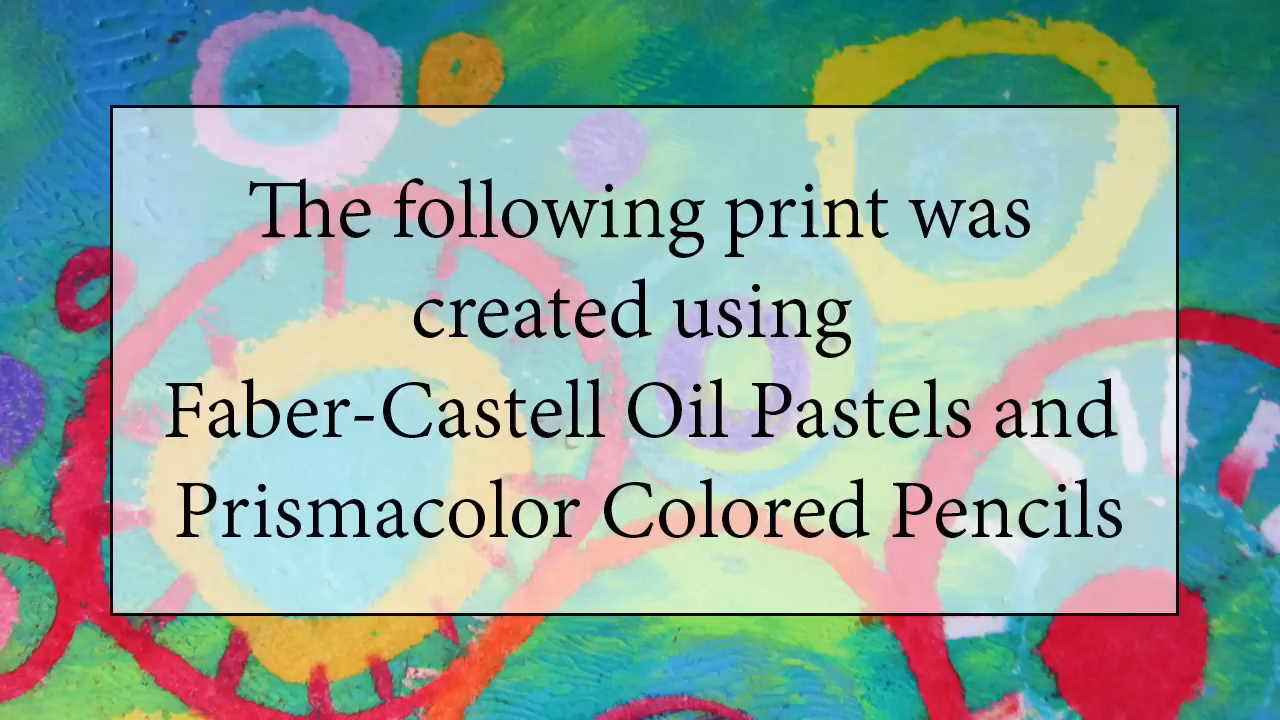 The following print was
created using
Faber-Castell Oil Pastels and
Prismacolor Colored Pencils